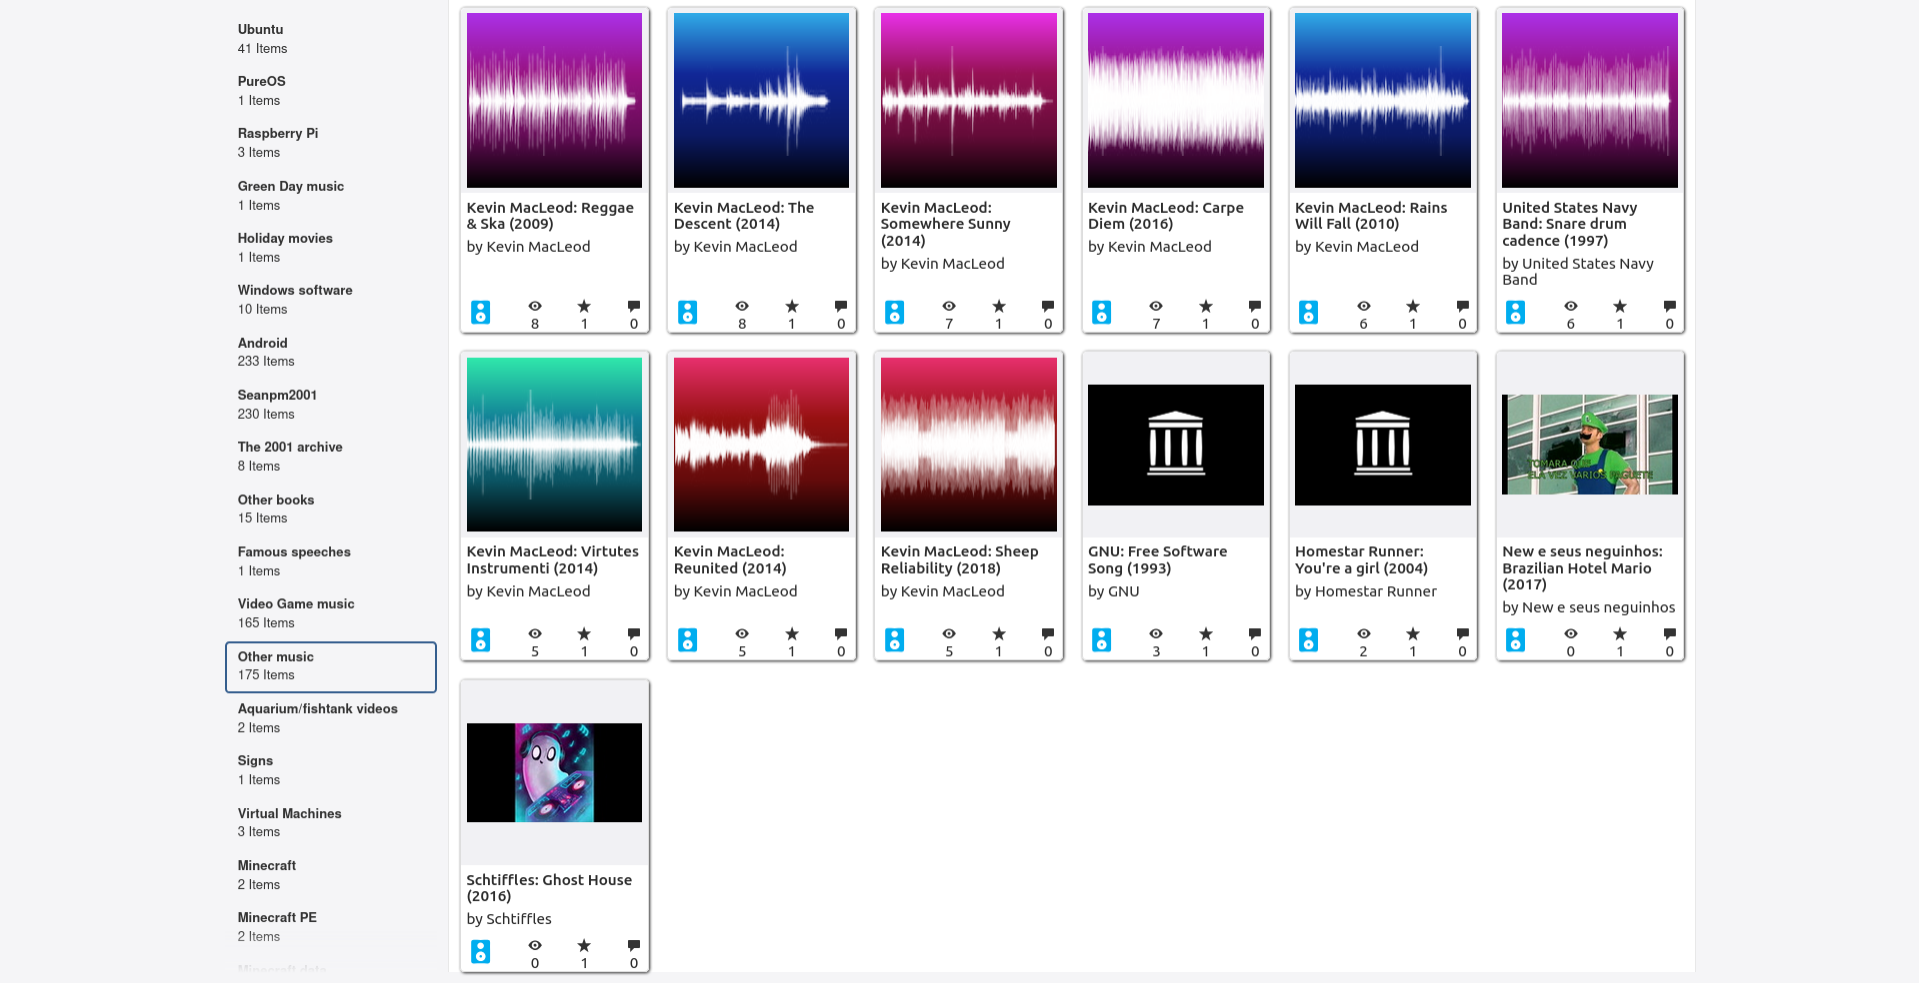 Ubuntu
41 Items
PureOS
1 Items
Raspberry Pi
3 Items
Green Day music
1 Items
Holiday movies
1 Items
Windows software
10 Items
Android
233 Items
Seanpm2001
230 Items
The 2001 archive
8 Items
Other books
15 Items
Famous speeches
1 Items
Video Game music
165 Items
Other music
175 Items
Aquarium/fishtank videos
2 Items
Signs
1 Items
Virtual Machines
3 Items
Minecraft
2 Items
Minecraft PE
2 Items
Minecraft data
Kevin MacLeod: Reggae
& Ska (2009)
by Kevin MacLeod
8 1 0
Kevin MacLeod: The
Descent (2014)
by Kevin MacLeod
8 1 0
Kevin MacLeod:
Somewhere Sunny
(2014)
by Kevin MacLeod
7 1 0
Kevin MacLeod: Carpe
Diem (2016)
by Kevin MacLeod
7 1 0
Kevin MacLeod: Rains
Will Fall (2010)
by Kevin MacLeod
6 1 0
United States Navy
Band: Snare drum
cadence (1997)
by United States Navy
Band
6 1 0
Kevin MacLeod: Virtutes
Instrumenti (2014)
by Kevin MacLeod
5 1 0
Kevin MacLeod:
Reunited (2014)
by Kevin MacLeod
5 1 0
Kevin MacLeod: Sheep
Reliability (2018)
by Kevin MacLeod
5 1 0
GNU: Free Software
Song (1993)
by GNU
3 1 0
Homestar Runner:
You're a girl (2004)
by Homestar Runner
2 1 0
TOMARA QUE
ELA VEZ VARIOS
New e seus neguinhos:
Brazilian Hotel Mario
(2017)
by New e seus neguinhos
0 1 0
Schtiffles: Ghost House
(2016)
by Schtiffles
0 1 0